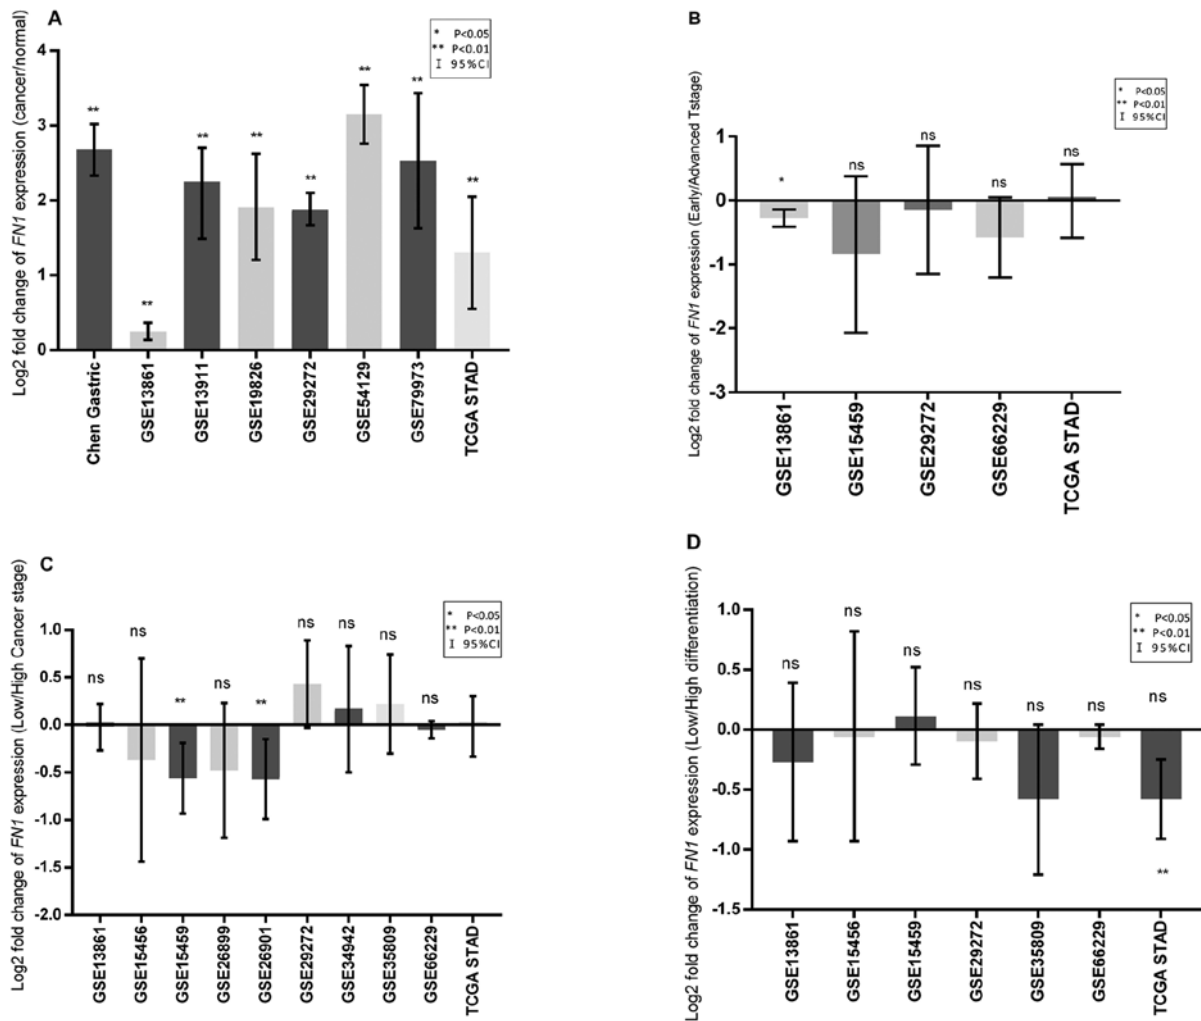 A
Log2 fold change of FN1 expression (cancer/normal)
* P<0.05
** P<0.01
I 95%CI
4
3
2
1
0
**
**
**
**
**
**
**
**
Chen Gastric
GSE13861
GSE13911
GSE19826
GSE29272
GSE54129
GSE79973
TCGA STAD
B
Log2 fold change of FN1 expression (Early/Advanced Tstage)
* P<0.05
** P<0.01
I 95%CI
1
0
-1
-2
-3
*
ns
ns
ns
ns
GSE13861
GSE15459
GSE29272
GSE66229
TCGA STAD
C
Log2 fold change of FN1 expression (Low/High Cancer stage)
* P<0.05
** P<0.01
I 95%CI
1.0
0.5
0.0
-0.5
-1.0
-1.5
-2.0
ns
ns
**
ns
**
ns
ns
ns
ns
ns
GSE13861
GSE15456
GSE15459
GSE26899
GSE26901
GSE29272
GSE34942
GSE35809
GSE66229
TCGA STAD
D
Log2 fold change of FN1 expression (Low/High differentiation)
* P<0.05
** P<0.01
I 95%CI
1.0
0.5
0.0
-0.5
-1.0
-1.5
ns
ns
ns
ns
ns
ns
ns
**
GSE13861
GSE15456
GSE15459
GSE29272
GSE35809
GSE66229
TCGA STAD